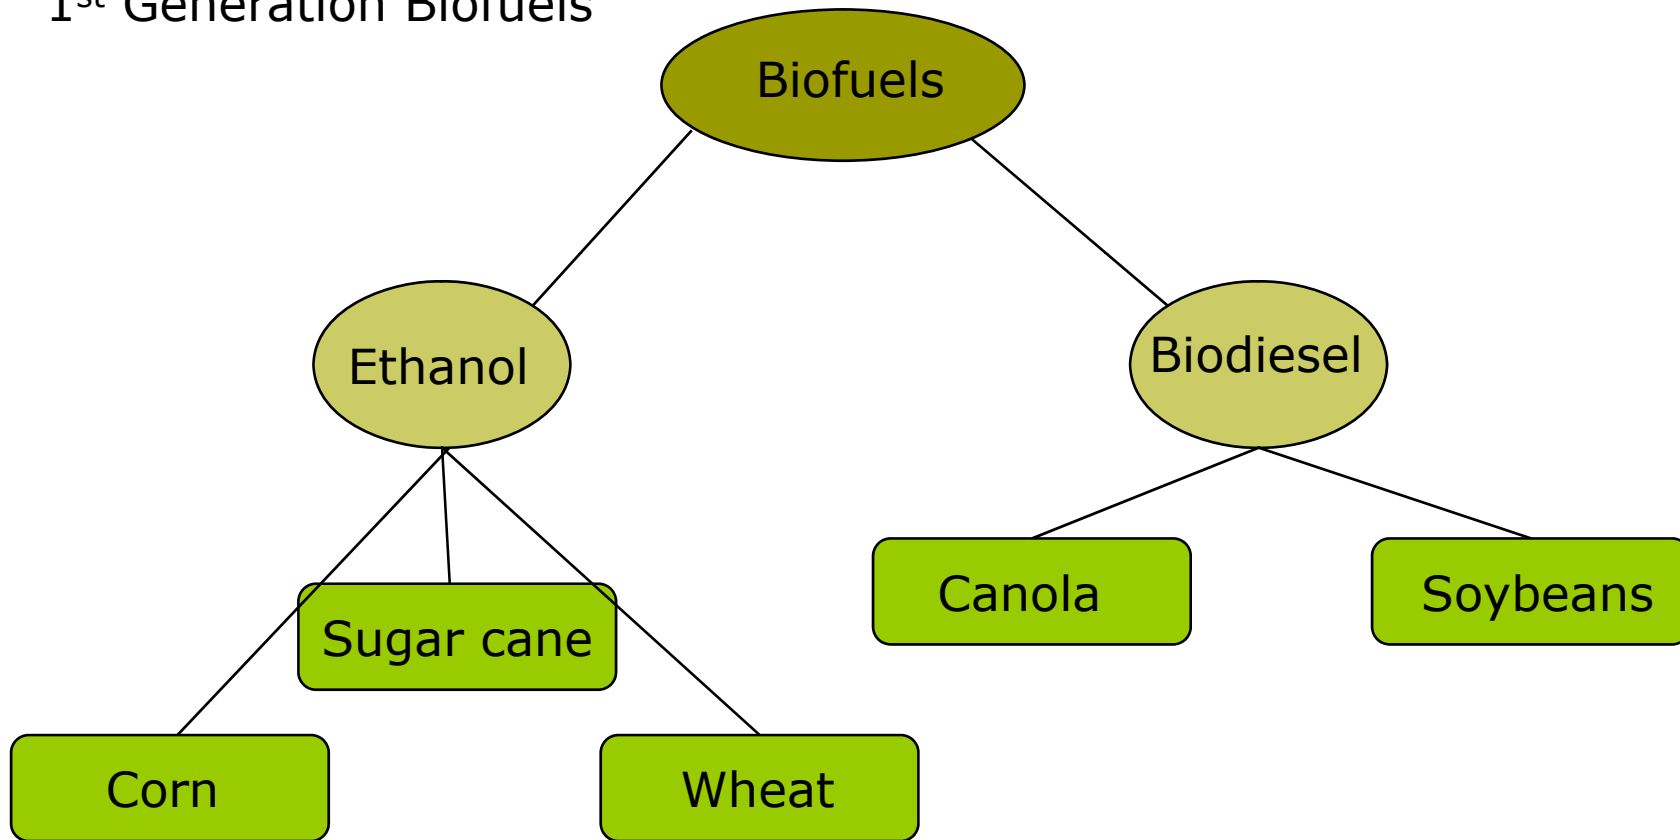 1st Generation Biofuels
Biofuels
Ethanol
Biodiesel
Canola
Soybeans
Sugar cane
Corn
Wheat